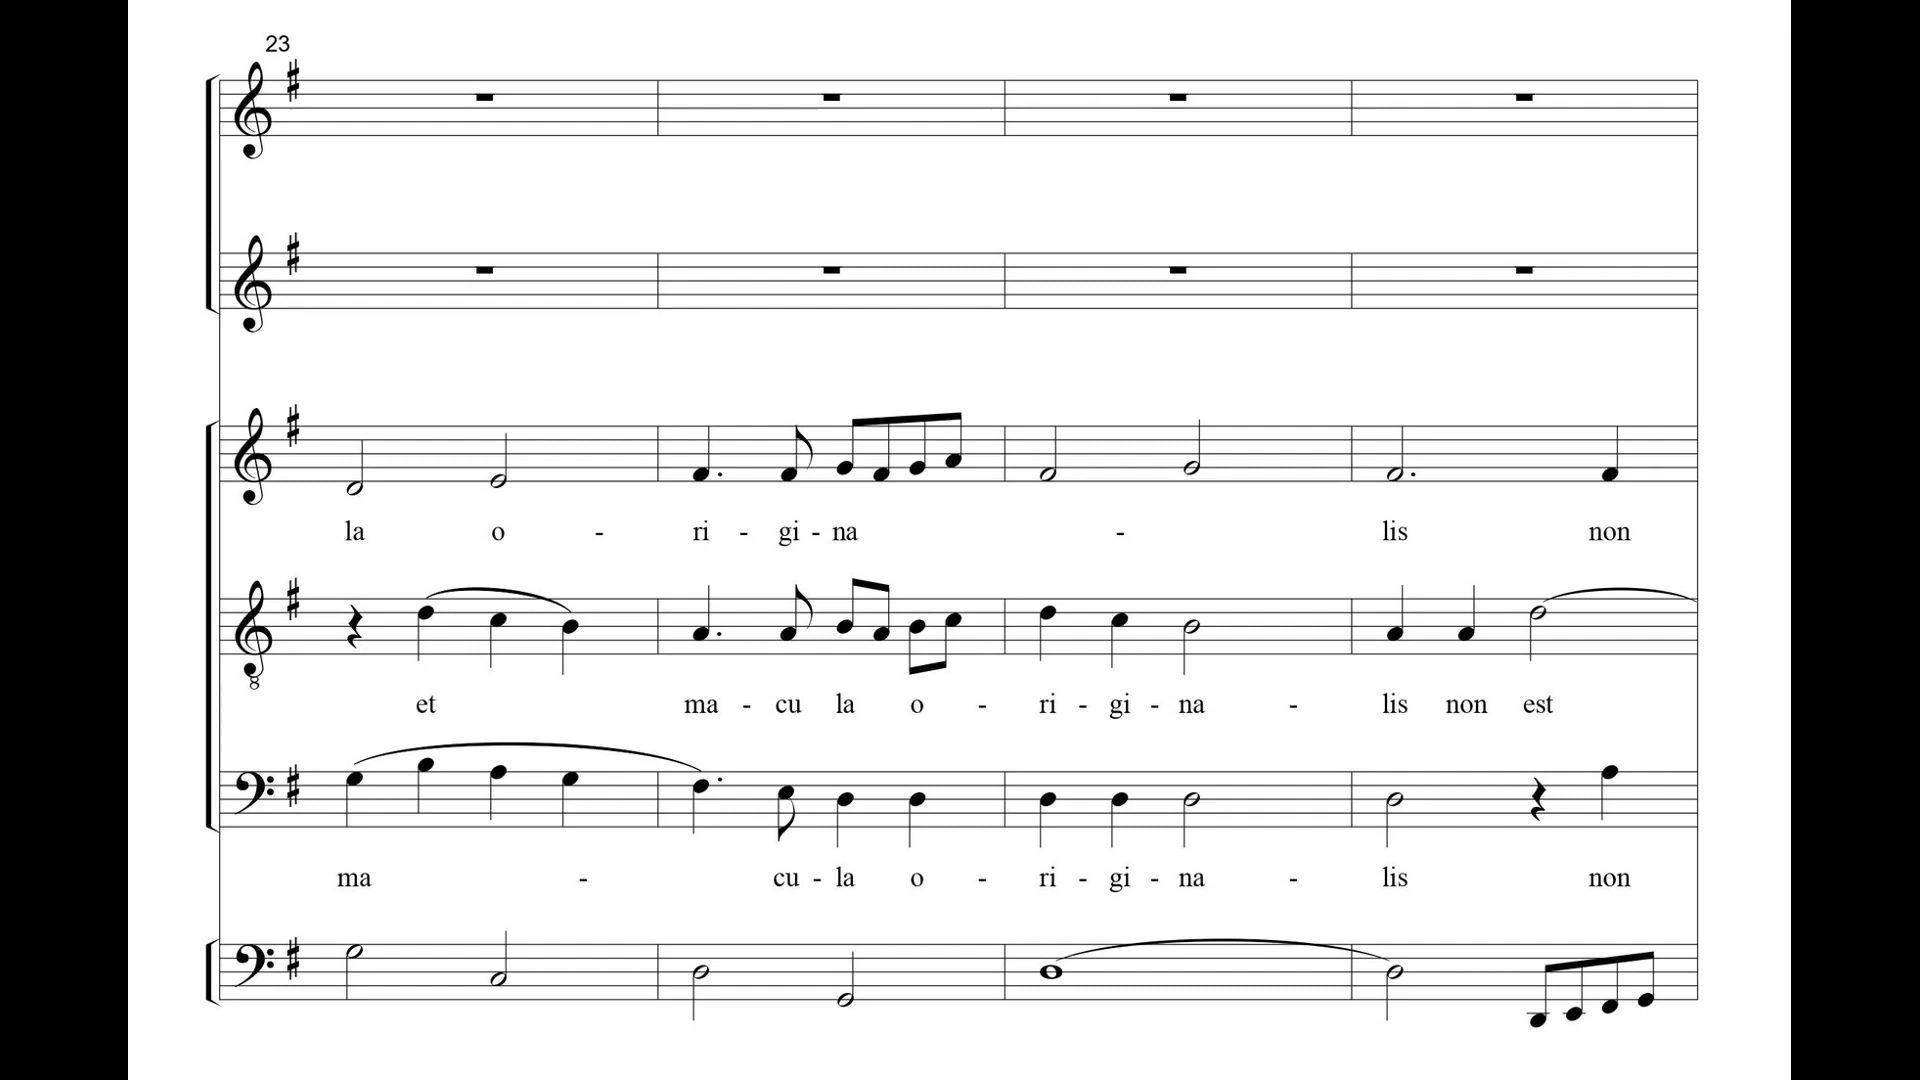 23
la o - ri - gi - na - lis non
8
et ma - cu la o - ri - gi - na - lis non est
ma - cu - la o - ri - gi - na - lis non